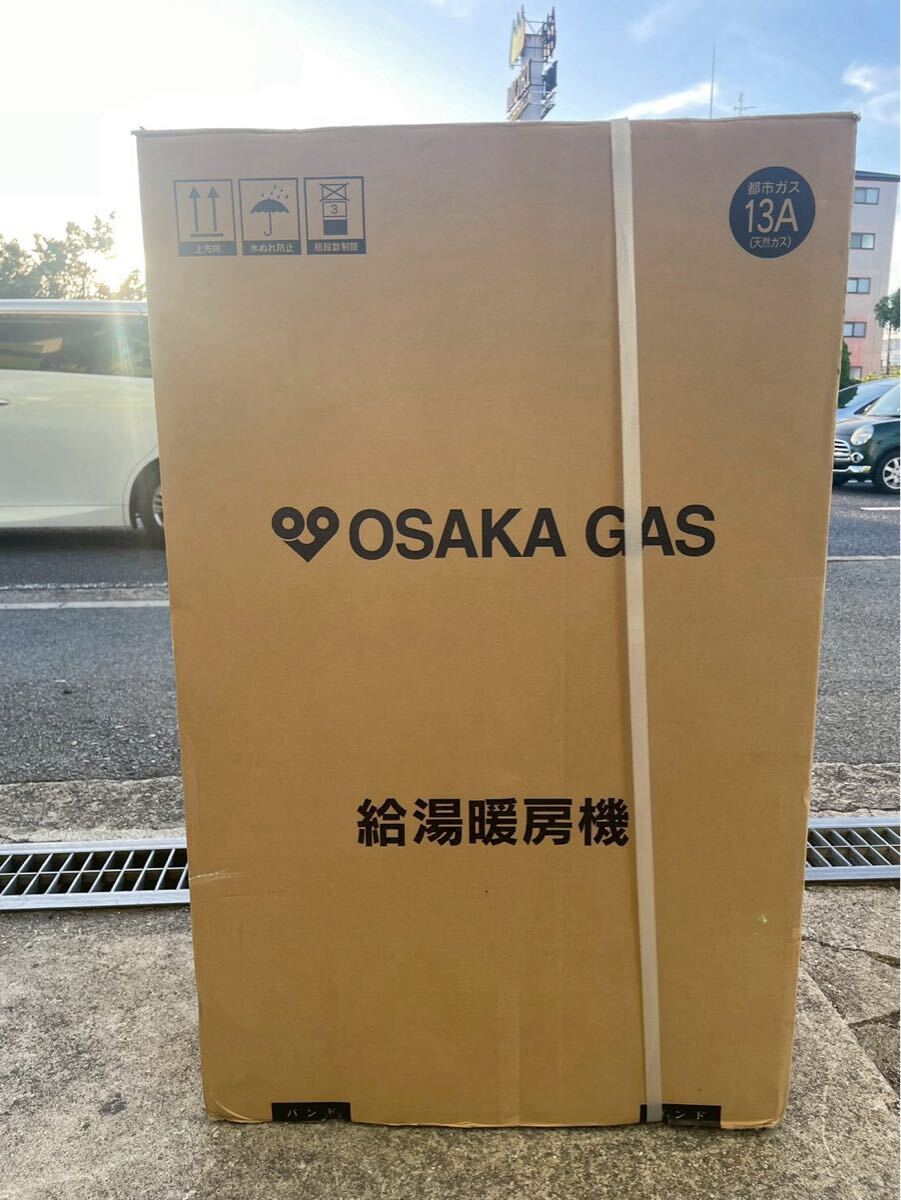 3
上方向
水ぬれ防止
積段数制限
都市ガス
13A
(天然ガス)
OSAKA GAS
給湯暖房機
バンド
バンド